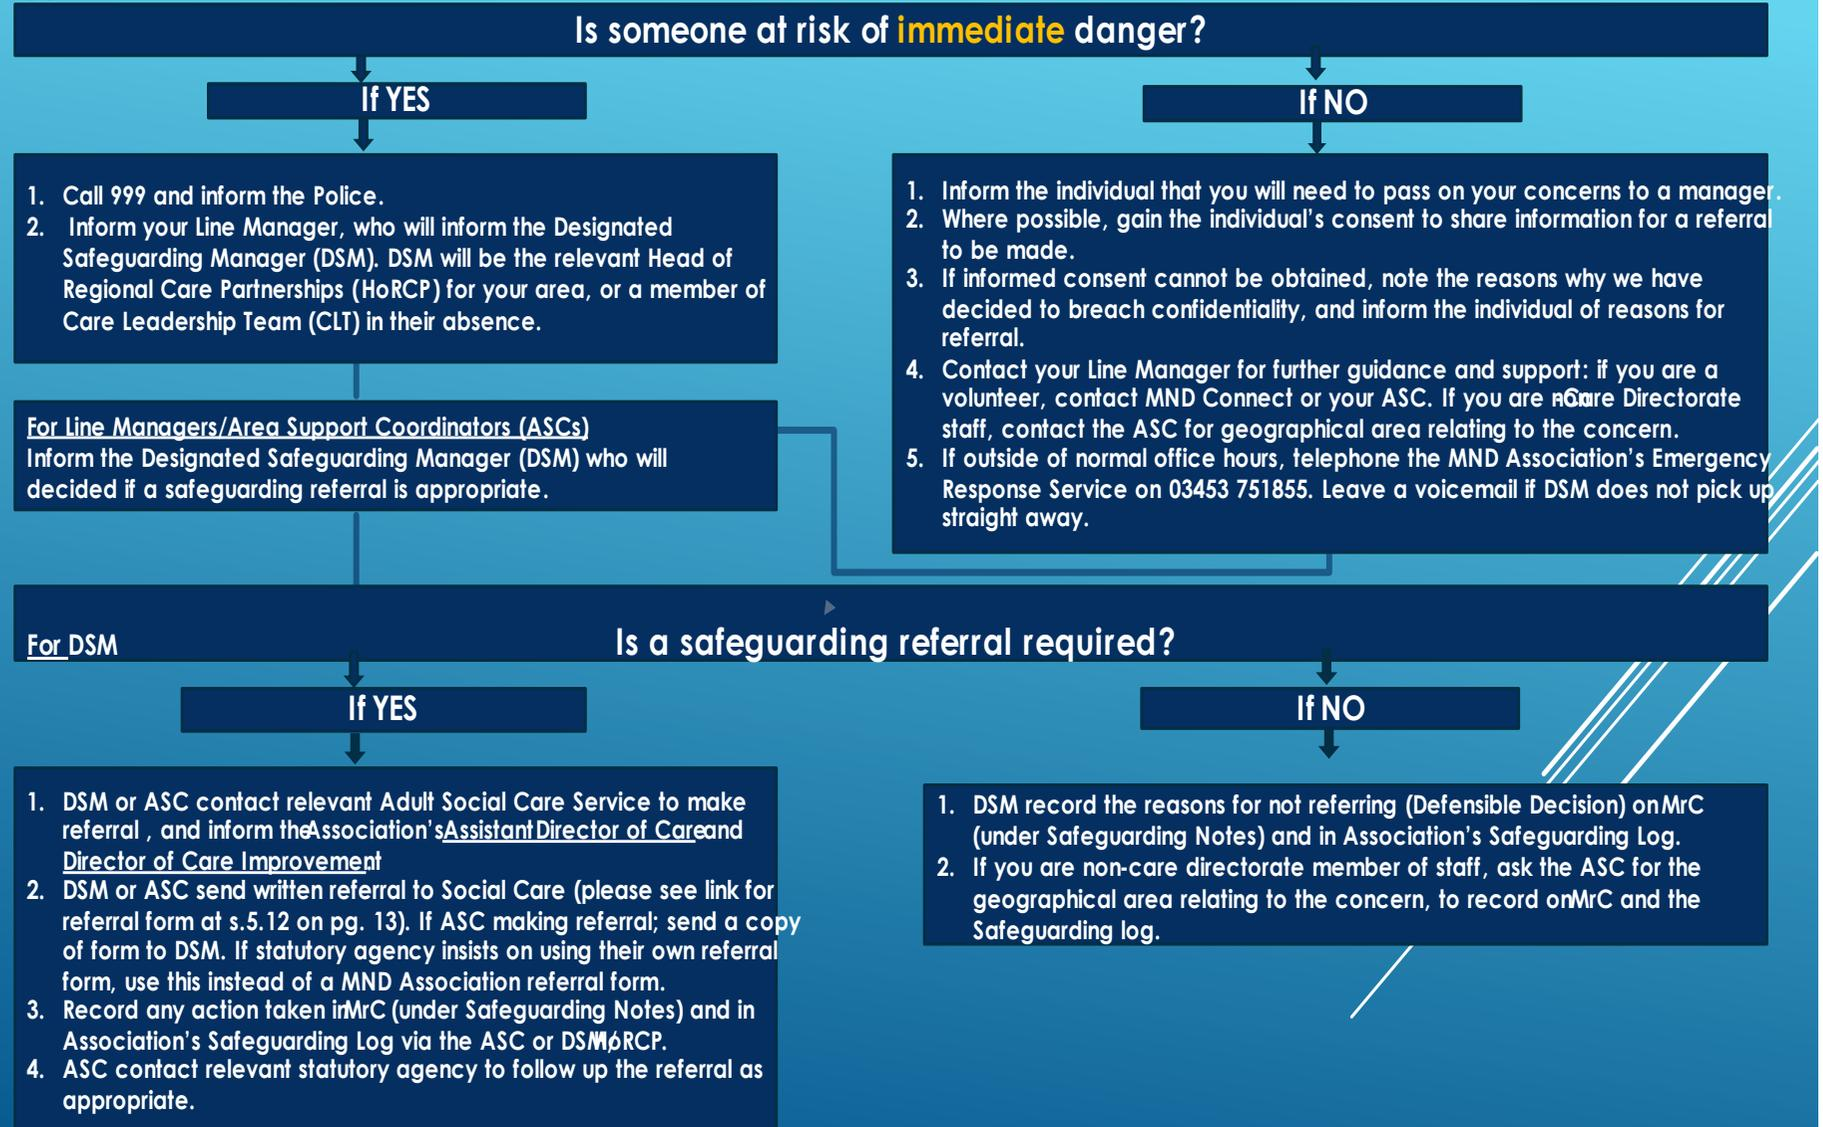 Is someone at risk of immediate danger?
If YES
1. Call 999 and inform the Police.
2. Inform your Line Manager, who will inform the Designated
Safeguarding Manager (DSM). DSM will be the relevant Head of
Regional Care Partnerships (HoRCP) for your area, or a member of
Care Leadership Team (CLT) in their absence.
For Line Managers/Area Support Coordinators (ASCs)
Inform the Designated Safeguarding Manager (DSM) who will
decided if a safeguarding referral is appropriate.
If NO
1. Inform the individual that you will need to pass on your concerns to a manager.
2. Where possible, gain the individual's consent to share information for a referral
to be made.
3. If informed consent cannot be obtained, note the reasons why we have
decided to breach confidentiality, and inform the individual of reasons for
referral.
4. Contact your Line Manager for further guidance and support: if you are a
volunteer, contact MND Connect or your ASC. If you are non-Care Directorate
staff, contact the ASC for geographical area relating to the concern.
5. If outside of normal office hours, telephone the MND Association's Emergency
Response Service on 03453 751855. Leave a voicemail if DSM does not pick up
straight away.
For DSM
Is a safeguarding referral required?
If YES
1. DSM or ASC contact relevant Adult Social Care Service to make
referral , and inform the Association's Assistant Director of Care and
Director of Care Improvement
2. DSM or ASC send written referral to Social Care (please see link for
referral form at s.5.12 on pg. 13). If ASC making referral; send a copy
of form to DSM. If statutory agency insists on using their own referral
form, use this instead of a MND Association referral form.
3. Record any action taken in MrC (under Safeguarding Notes) and in
Association's Safeguarding Log via the ASC or DSM/HoRCP.
4. ASC contact relevant statutory agency to follow up the referral as
appropriate.
If NO
1. DSM record the reasons for not referring (Defensible Decision) on MrC
(under Safeguarding Notes) and in Association's Safeguarding Log.
2. If you are non-care directorate member of staff, ask the ASC for the
geographical area relating to the concern, to record on MrC and the
Safeguarding log.